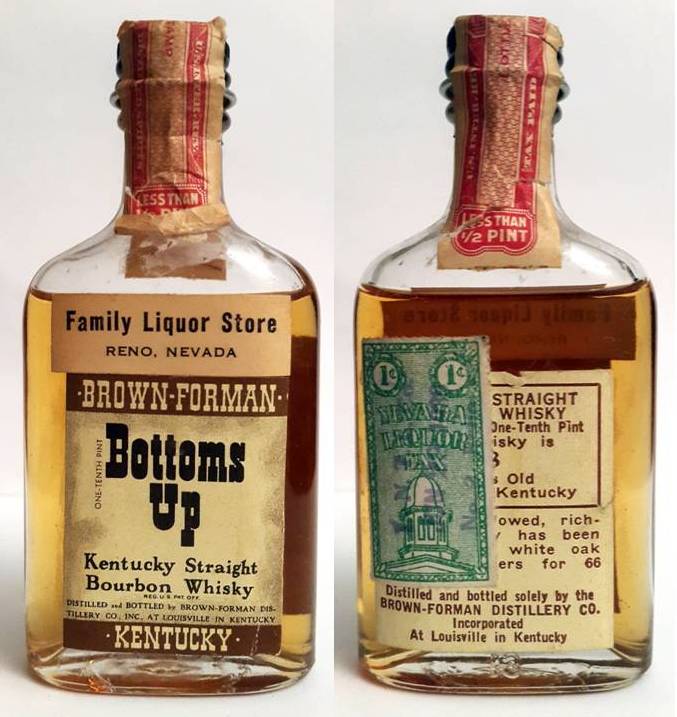 LESS THAN
Family Liquor Store
RENO, NEVADA
·BROWN-FORMAN·
ONE-TENTH PINT
Bottoms
Up
Kentucky Straight
Bourbon Whisky
REG. U.S. PAT. OFF.
DISTILLED and BOTTLED by BROWN-FORMAN DIS-
TILLERY CO., INC., AT LOUISVILLE IN KENTUCKY
·KENTUCKY·
TAX PAID
LESS THAN
1/2 PINT
Family Liquor Store
1¢ 1¢
NEVADA
LIQUOR
TAX
STRAIGHT
WHISKY
One-Tenth Pint
isky is
3
s Old
Kentucky
owed, rich-
y has been
white oak
ers for 66
Distilled and bottled solely by the
BROWN-FORMAN DISTILLERY CO.
Incorporated
At Louisville in Kentucky